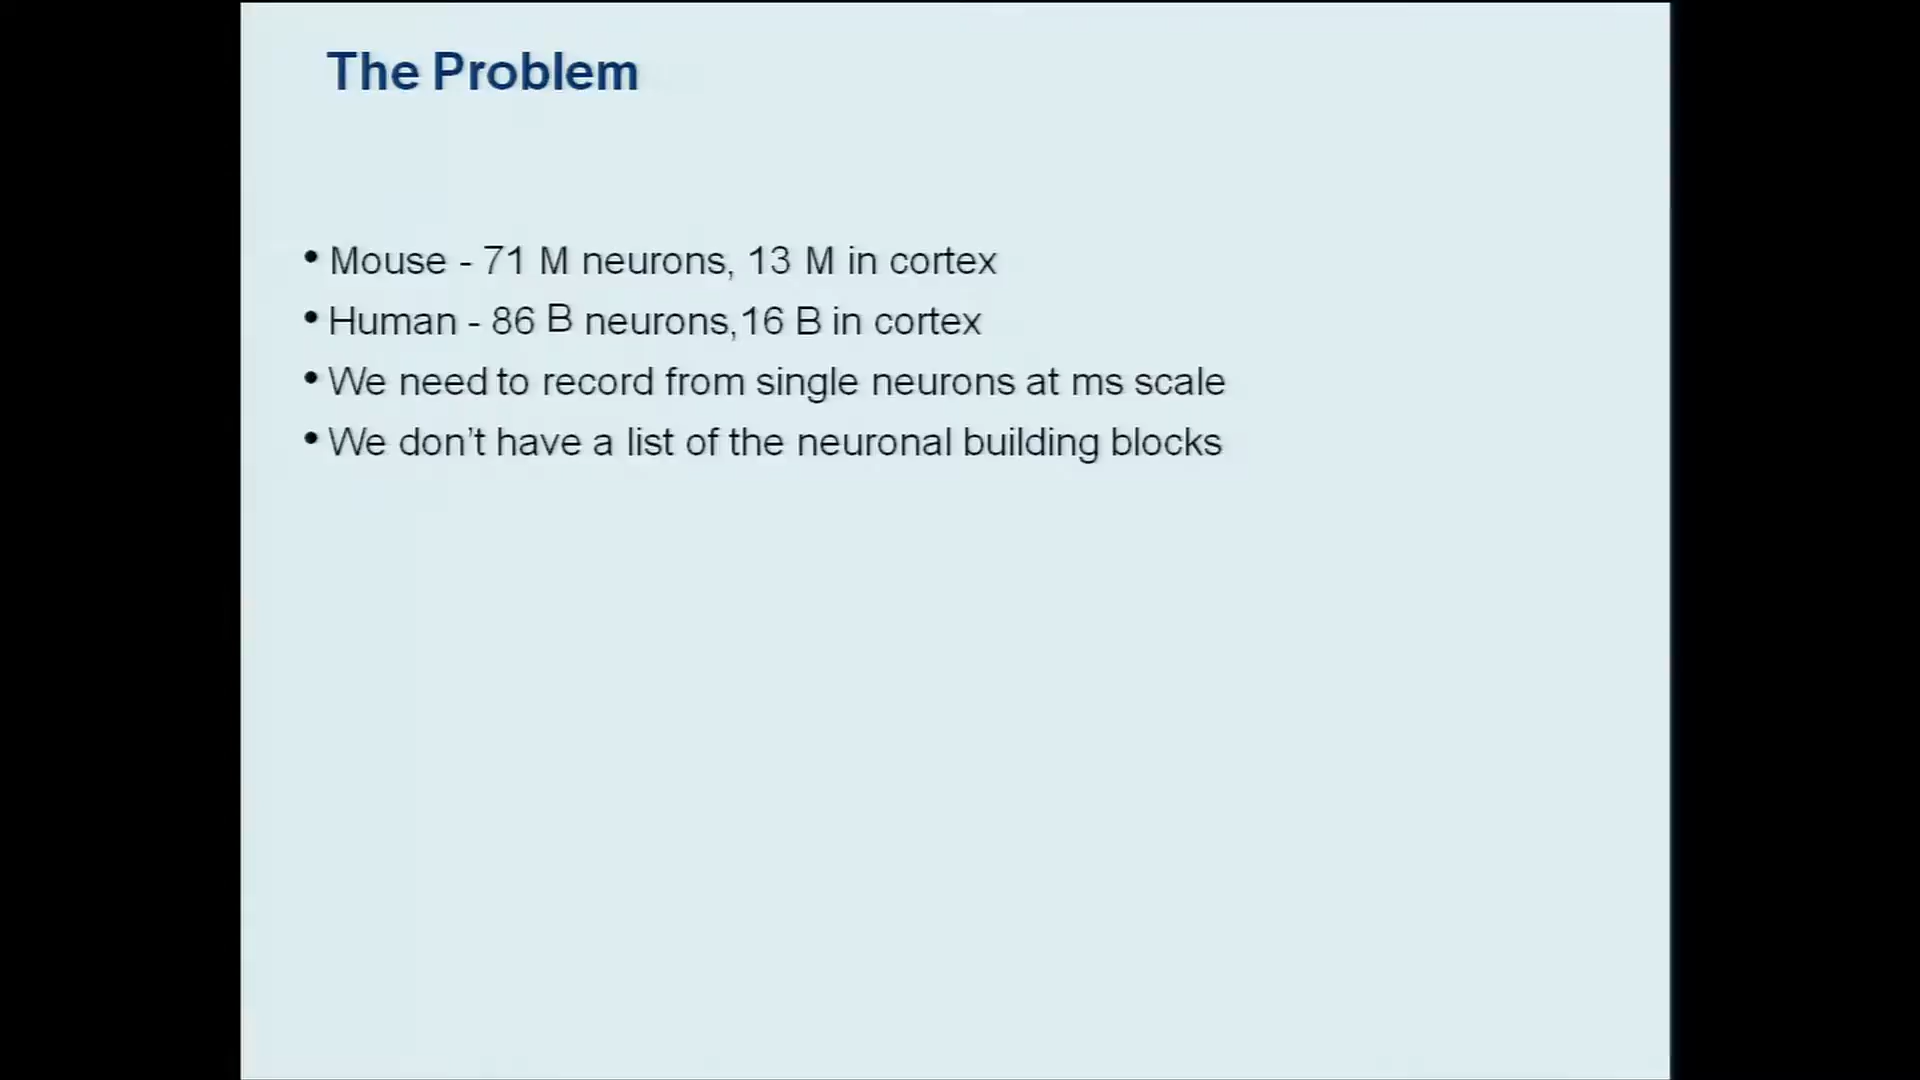 The Problem
• Mouse - 71 M neurons, 13 M in cortex
• Human - 86 B neurons,16 B in cortex
• We need to record from single neurons at ms scale
• We don’t have a list of the neuronal building blocks